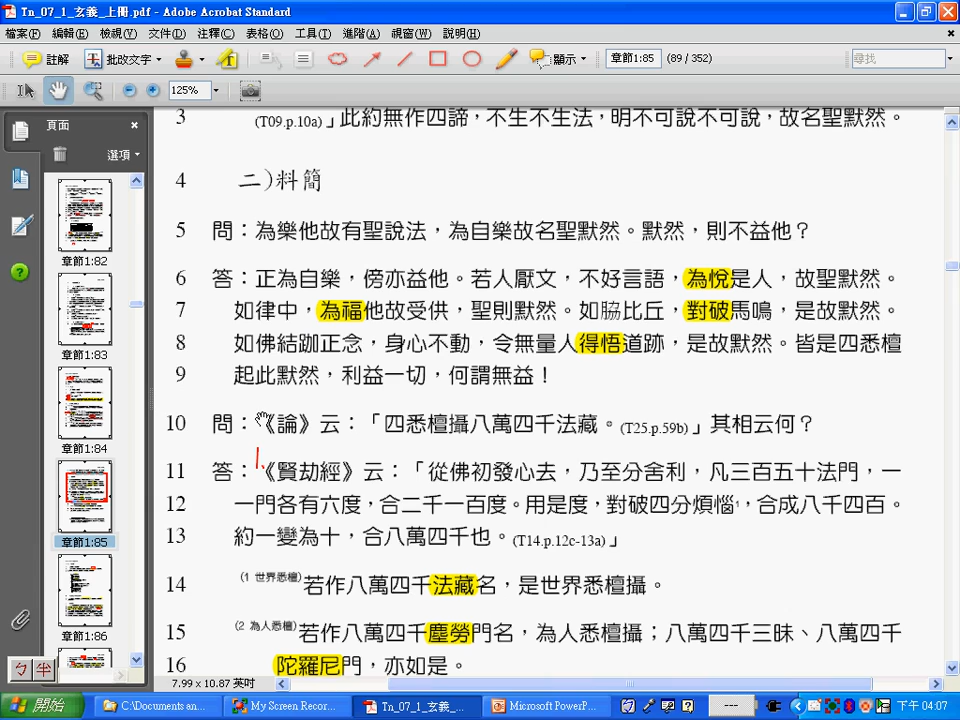 Tn_07_1_玄義_上冊.pdf - Adobe Acrobat Standard
檔案(F) 編輯(E) 檢視(V) 文件(D) 注釋(C) 表格(O) 工具(T) 進階(A) 視窗(W) 說明(H)
註解 批改文字 顯示 章節1:85 (89 / 352) 尋找
125%
頁面
選項
章節1:82
章節1:83
章節1:84
章節1:85
章節1:86
3 (T09.p.10a)」此約無作四諦，不生不生法，明不可說不可說，故名聖默然。
4 二)料簡
5 問：為樂他故有聖說法，為自樂故名聖默然。默然，則不益他？
6 答：正為自樂，傍亦益他。若人厭文，不好言語，為悅是人，故聖默然。
7 如律中，為福他故受供，聖則默然。如脇比丘，對破馬鳴，是故默然。
8 如佛結跏正念，身心不動，令無量人得悟道跡，是故默然。皆是四悉檀
9 起此默然，利益一切，何謂無益！
10 問：《論》云：「四悉檀攝八萬四千法藏。(T25.p.59b)」其相云何？
11 答：《賢劫經》云：「從佛初發心去，乃至分舍利，凡三百五十法門，一
12 一門各有六度，合二千一百度。用是度，對破四分煩惱，合成八千四百。
13 約一變為十，合八萬四千也。(T14.p.12c-13a)」
14 (1 世界悉檀)若作八萬四千法藏名，是世界悉檀攝。
15 (2 為人悉檀)若作八萬四千塵勞門名，為人悉檀攝；八萬四千三昧、八萬四千
16 陀羅尼門，亦如是。
7.99 x 10.87 英吋
ㄅ 半
開始 C:\Documents an... My Screen Recor... Tn_07_1_玄義_... Microsoft PowerP... 下午 04:07